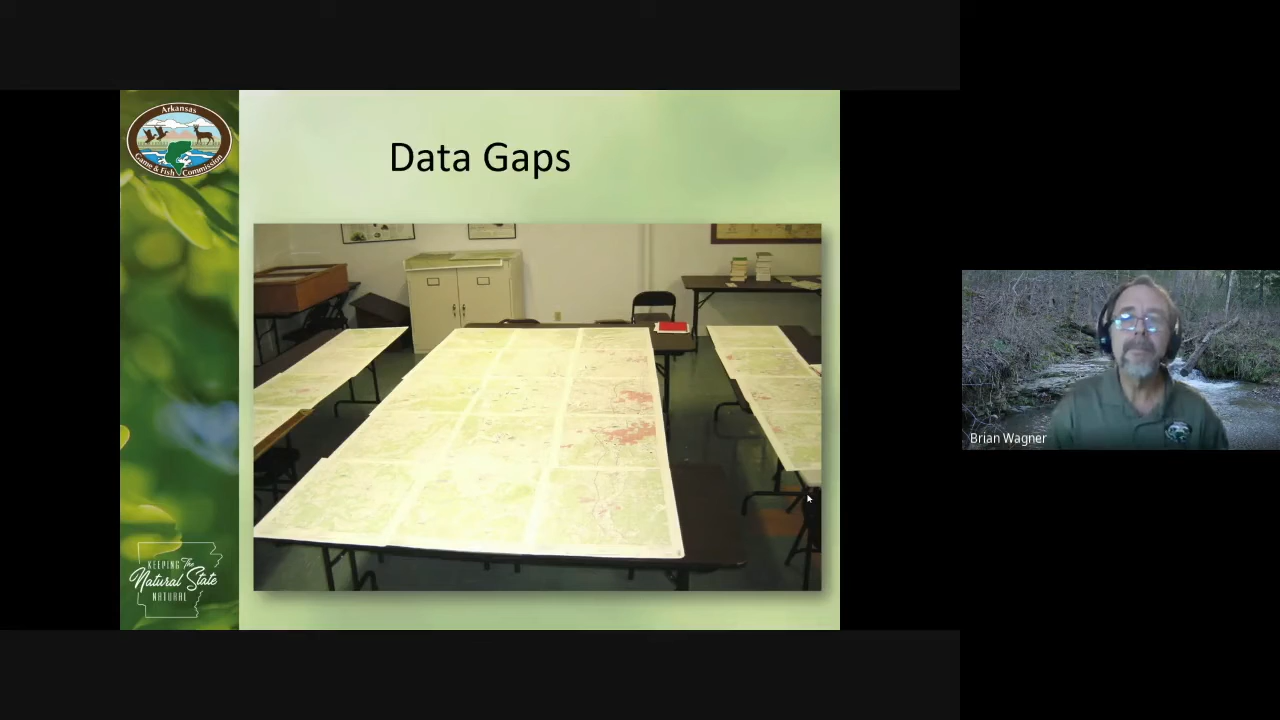 Arkansas
Game & Fish Commission
Data Gaps
KEEPING The
Natural State
NATURAL
Brian Wagner